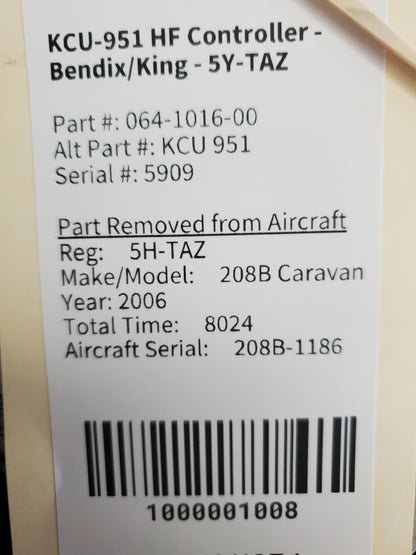 KCU-951 HF Controller -
Bendix/King - 5Y-TAZ
Part #: 064-1016-00
Alt Part #: KCU 951
Serial #: 5909
Part Removed from Aircraft
Reg: 5H-TAZ
Make/Model: 208B Caravan
Year: 2006
Total Time: 8024
Aircraft Serial: 208B-1186
1000001008